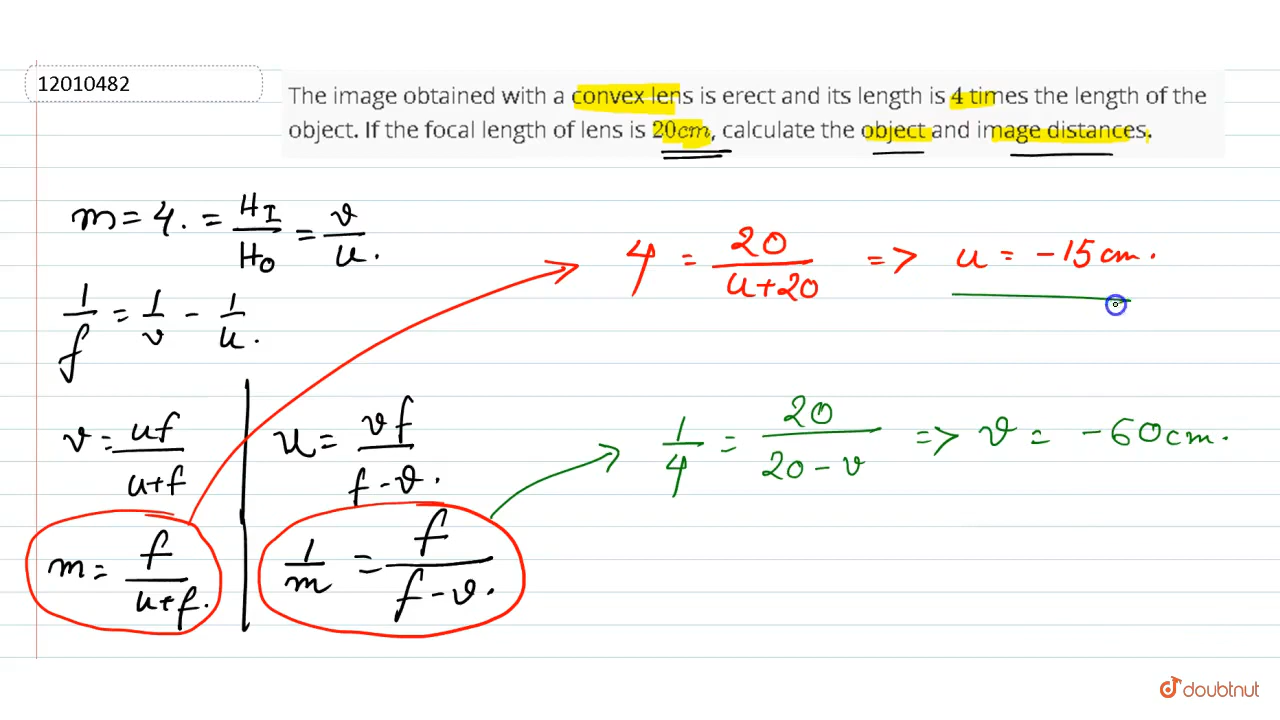 12010482
The image obtained with a convex lens is erect and its length is 4 times the length of the
object. If the focal length of lens is 20cm, calculate the object and image distances.
m = 4. = H_I/H_O = v/u.
1/f = 1/v - 1/u.
v = uf/u+f
m = f/u+f.
u = vf/f-v.
1/m = f/f-v.
4 = 20/u+20 => u = -15cm.
1/4 = 20/20-v => v = -60cm.
doubtnut